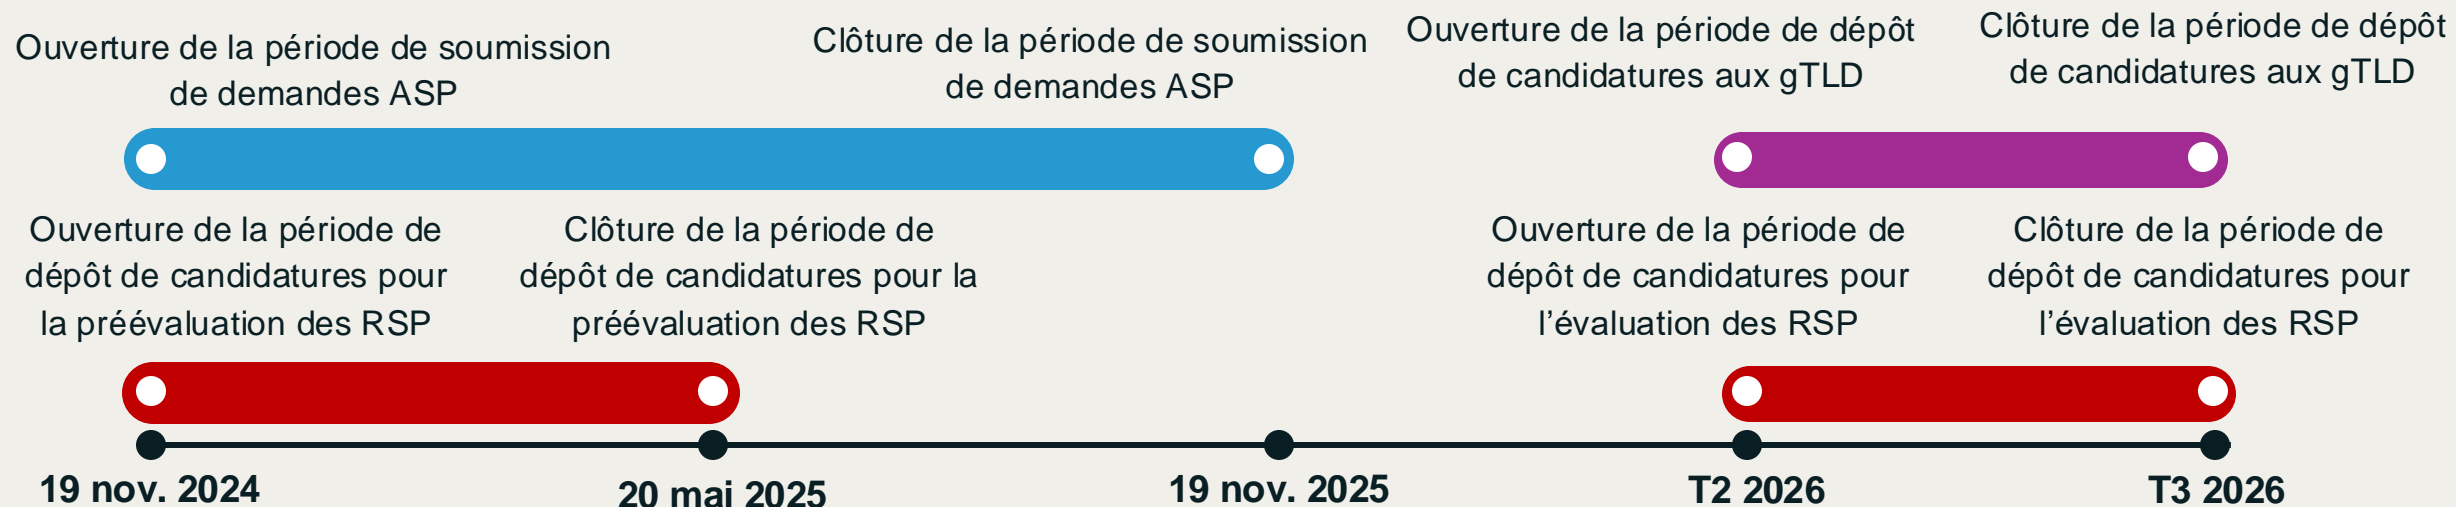 Ouverture de la période de soumission
de demandes ASP
Clôture de la période de soumission
de demandes ASP
Ouverture de la période de dépôt
de candidatures aux gTLD
Clôture de la période de dépôt
de candidatures aux gTLD
Ouverture de la période de
dépôt de candidatures pour
la préévaluation des RSP
Clôture de la période de
dépôt de candidatures pour la
préévaluation des RSP
Ouverture de la période de
dépôt de candidatures pour
l’évaluation des RSP
Clôture de la période de
dépôt de candidatures pour
l’évaluation des RSP
19 nov. 2024
20 mai 2025
19 nov. 2025
T2 2026
T3 2026